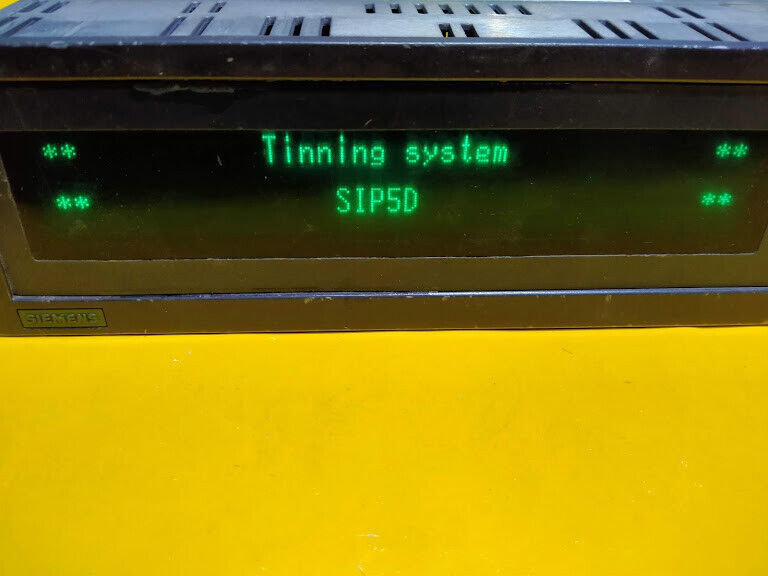 ** Tinning system **
** SIP5D **
SIEMENS